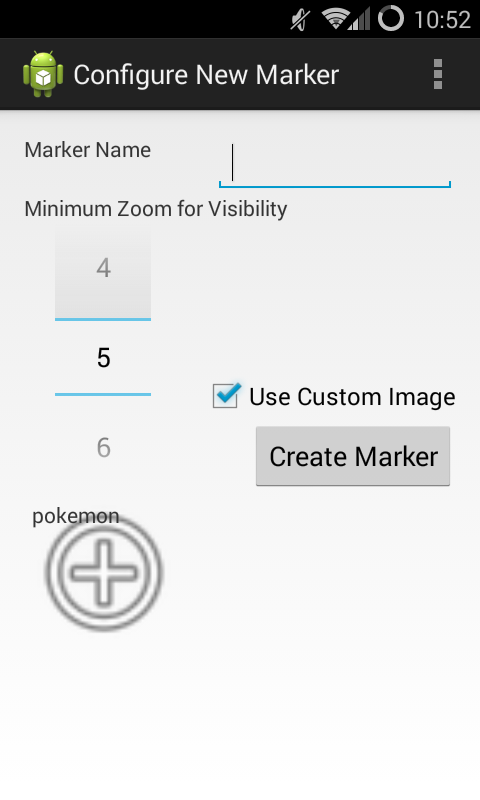 10:52
Configure New Marker
Marker Name
Minimum Zoom for Visibility
4
5
6
Use Custom Image
Create Marker
pokemon